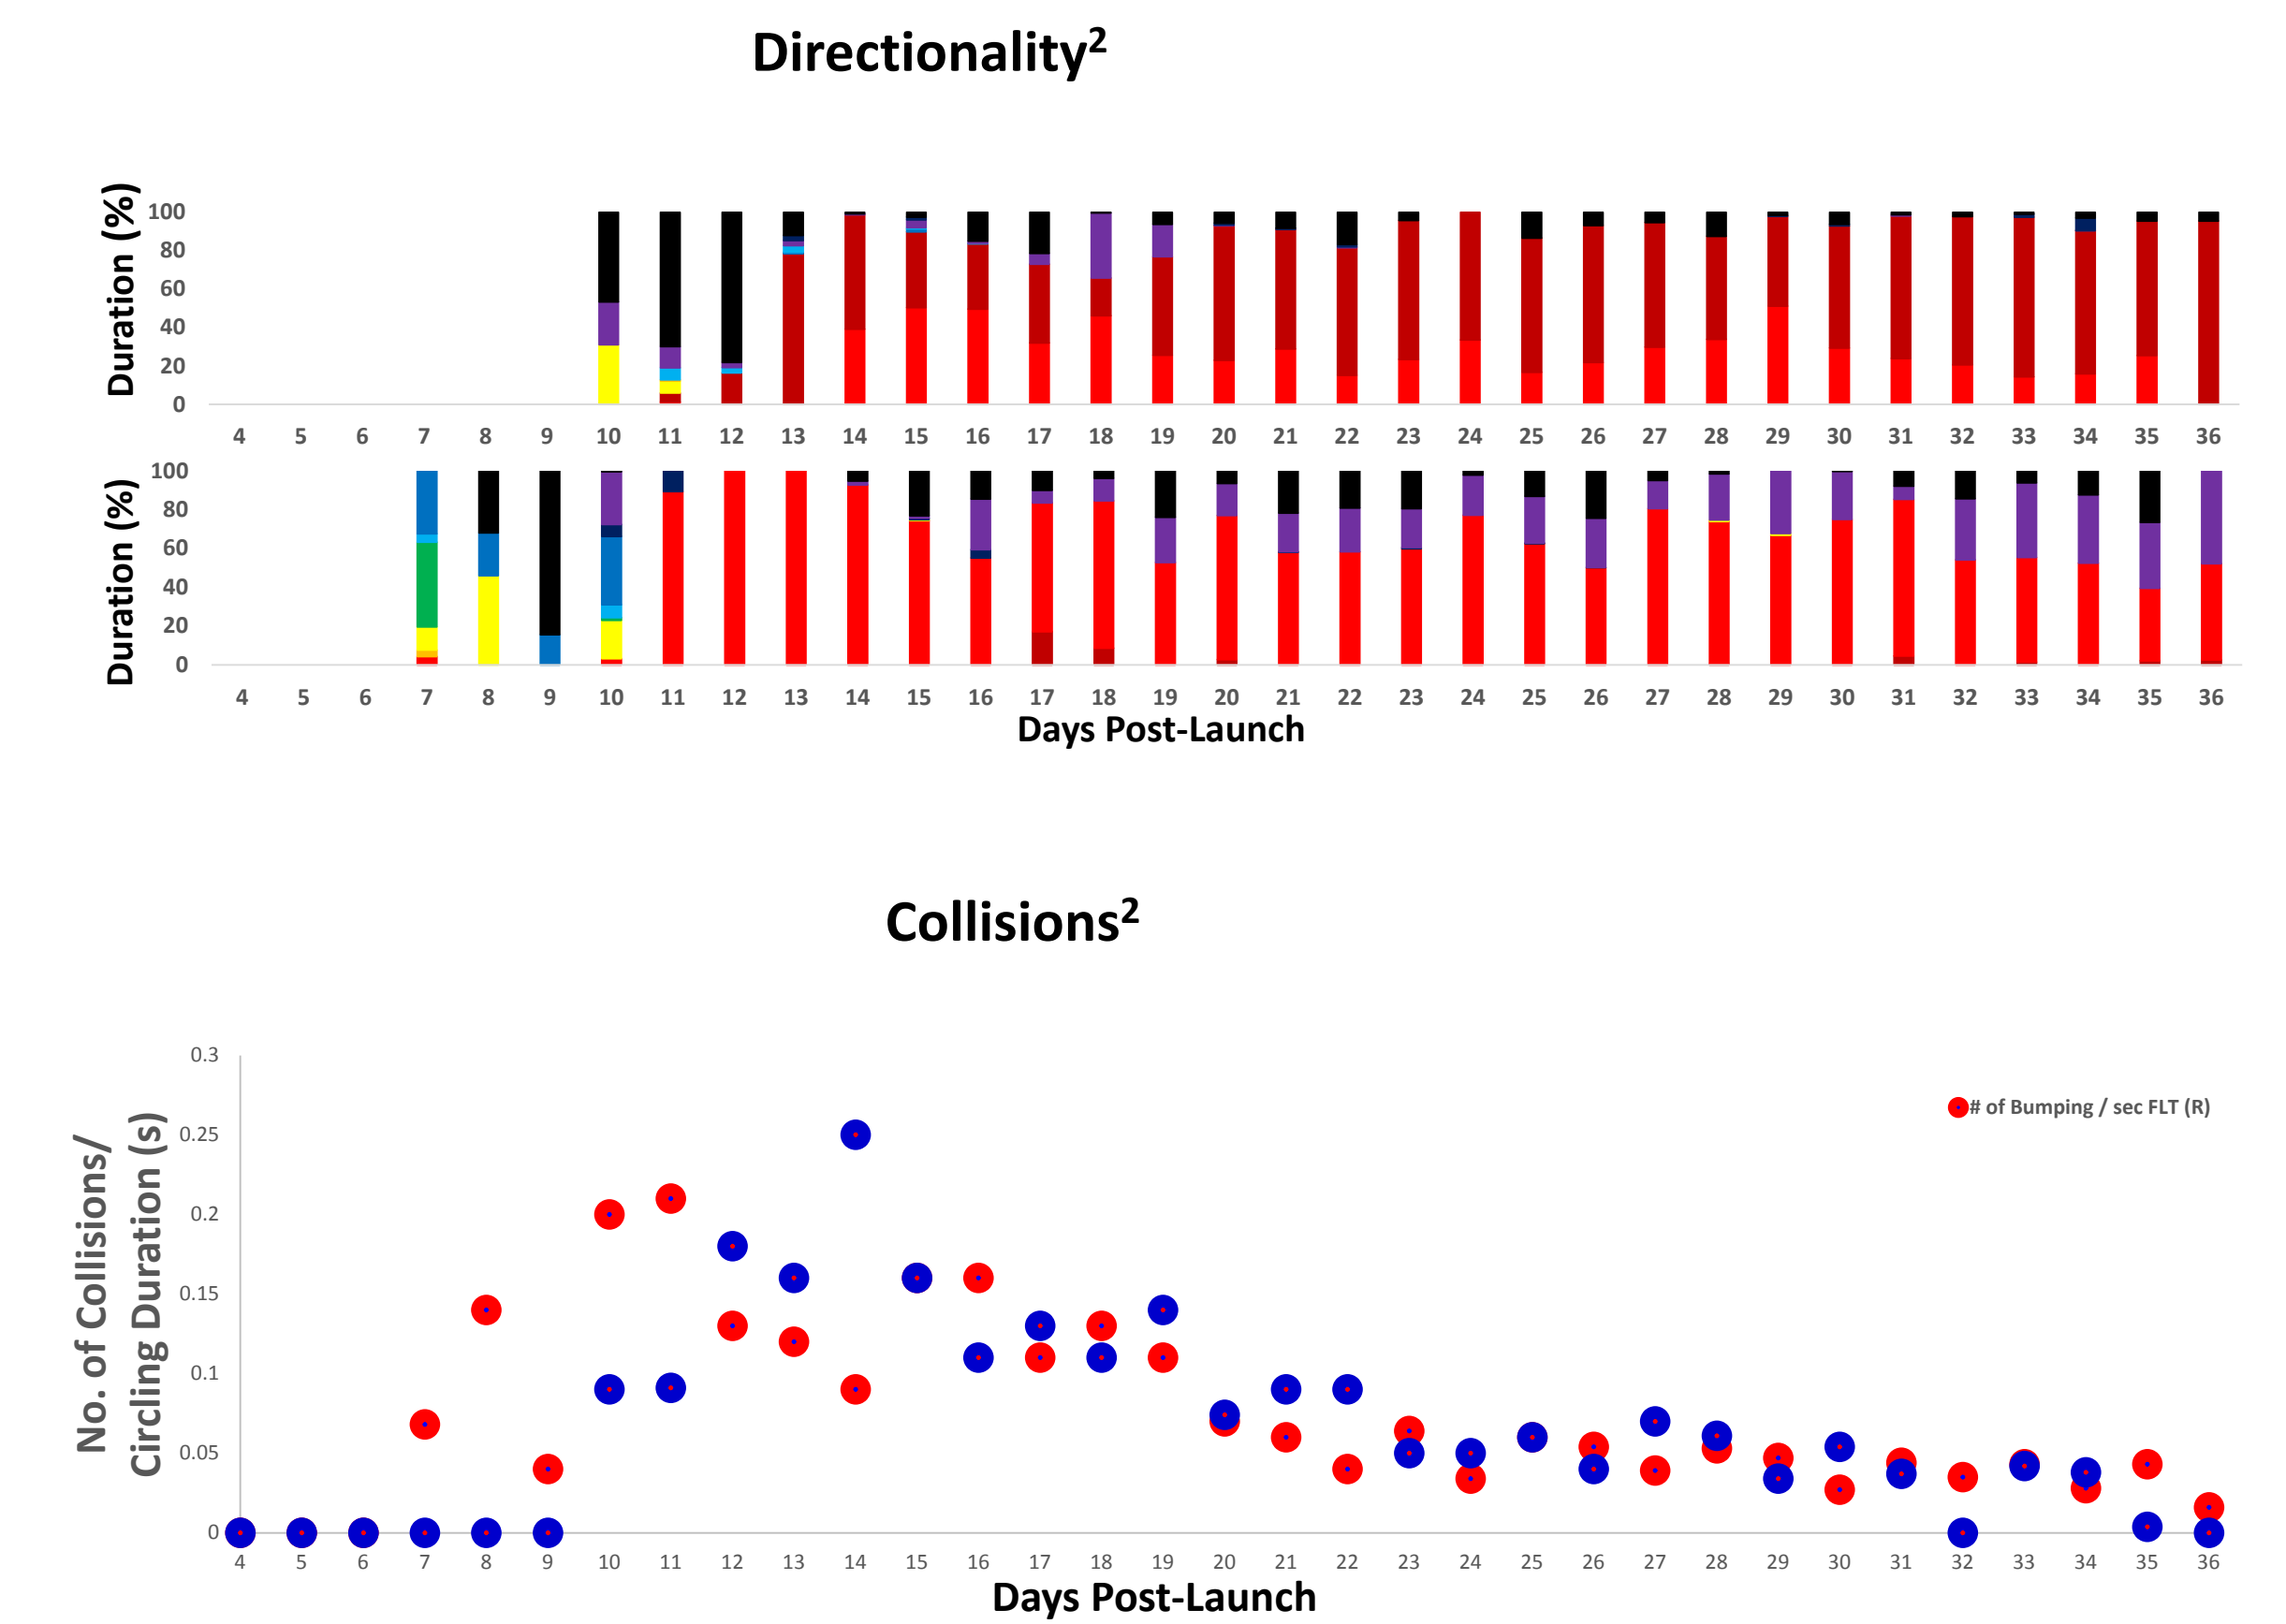 Directionality²
Duration (%)
100
80
60
40
20
0
4 5 6 7 8 9 10 11 12 13 14 15 16 17 18 19 20 21 22 23 24 25 26 27 28 29 30 31 32 33 34 35 36
Duration (%)
100
80
60
40
20
0
4 5 6 7 8 9 10 11 12 13 14 15 16 17 18 19 20 21 22 23 24 25 26 27 28 29 30 31 32 33 34 35 36
Days Post-Launch
Collisions²
No. of Collisions/
Circling Duration (s)
0.3
0.25
0.2
0.15
0.1
0.05
0
# of Bumping / sec FLT (R)
4 5 6 7 8 9 10 11 12 13 14 15 16 17 18 19 20 21 22 23 24 25 26 27 28 29 30 31 32 33 34 35 36
Days Post-Launch